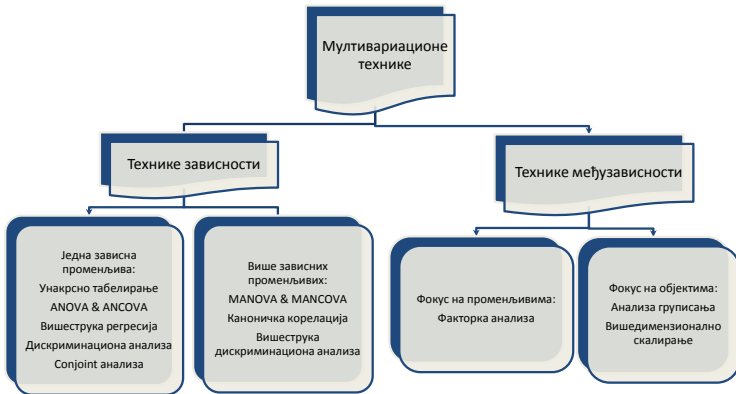 Мултивариационе
технике
Технике зависности
Технике међузависности
Једна зависна
променљива:
Унакрсно табелирање
ANOVA & ANCOVA
Вишеструка регресија
Дискриминациона анализа
Conjoint анализа
Више зависних
променљивих:
MANOVA & MANCOVA
Каноничка корелација
Вишеструка
дискриминациона анализа
Фокус на променљивима
Факторка анализа
Фокус на објектима:
Анализа груписања
Вишедимензионално
скалирање